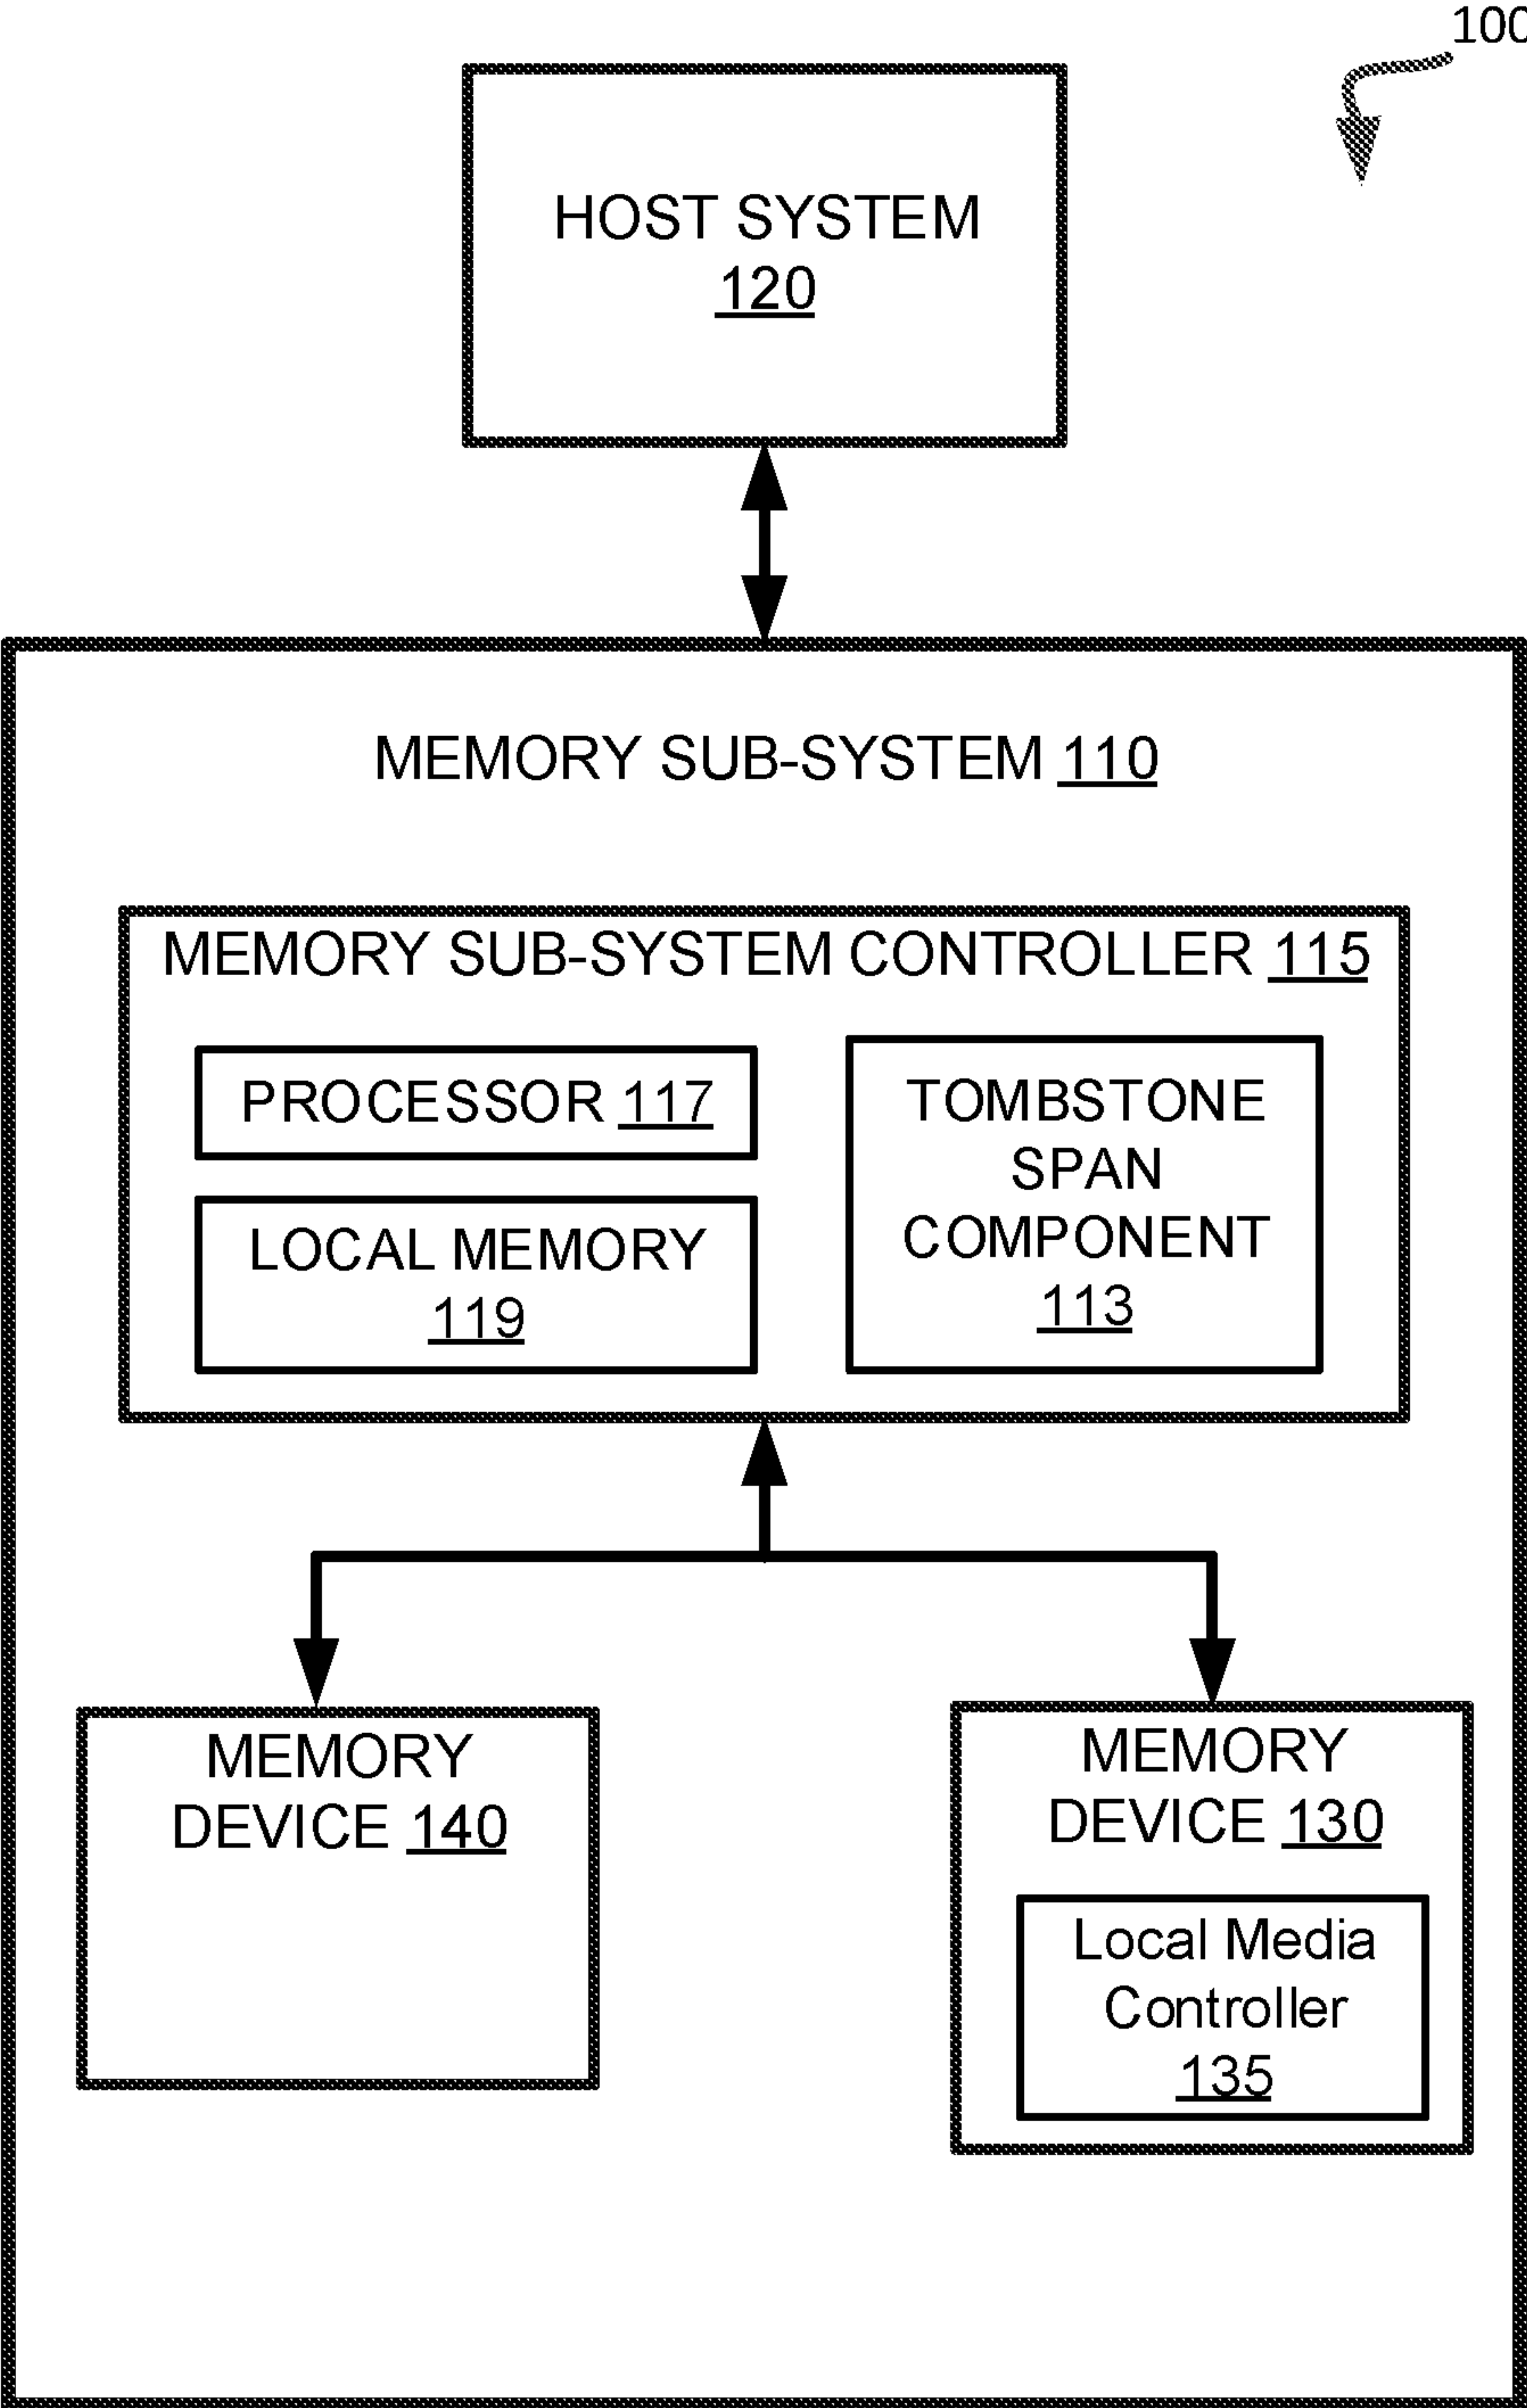 100
HOST SYSTEM
120
MEMORY SUB-SYSTEM 110
MEMORY SUB-SYSTEM CONTROLLER 115
PROCESSOR 117
LOCAL MEMORY
119
TOMBSTONE
SPAN
COMPONENT
113
MEMORY
DEVICE 140
MEMORY
DEVICE 130
Local Media
Controller
135